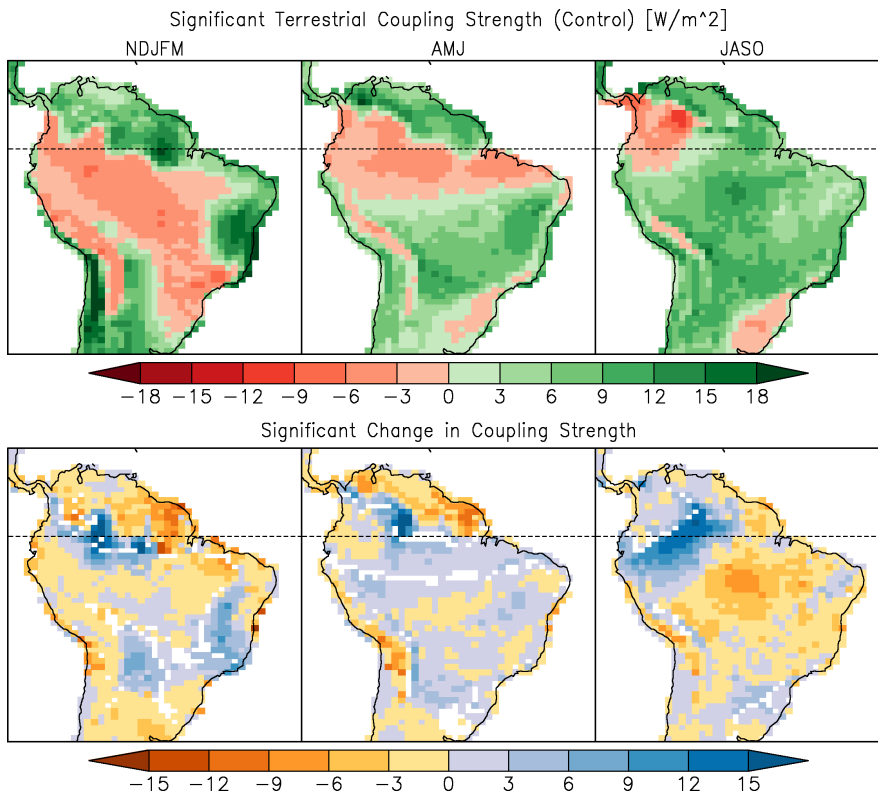 Significant Terrestrial Coupling Strength (Control) [W/m^2]
NDJFM AMJ JASO
−18 −15 −12 −9 −6 −3 0 3 6 9 12 15 18
Significant Change in Coupling Strength
−15 −12 −9 −6 −3 0 3 6 9 12 15